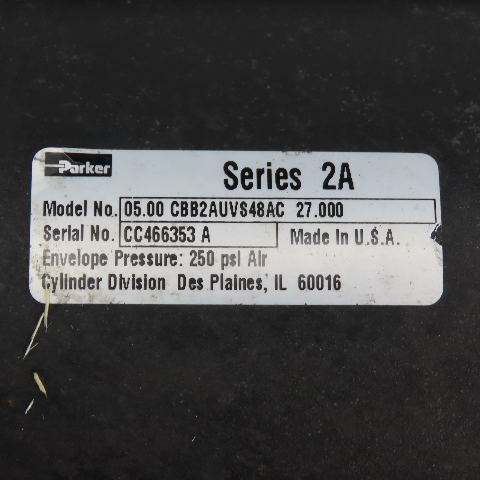 Parker
Series 2A
Model No. 05.00 CBB2AUVS48AC 27.000
Serial No. CC466353 A Made In U.S.A.
Envelope Pressure: 250 psi Air
Cylinder Division Des Plaines, IL 60016